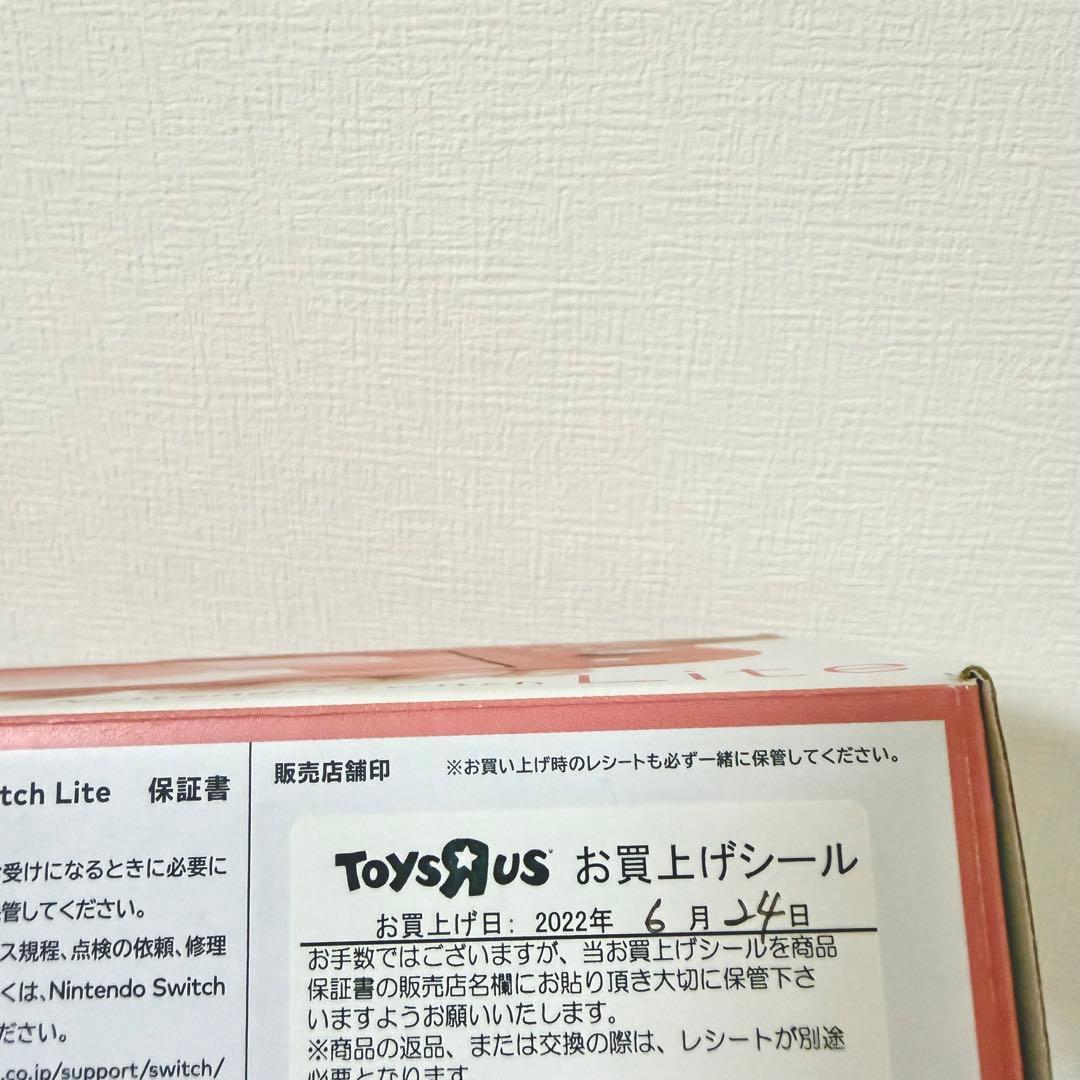 Lite
tch Lite 保証書
受けになるときに必要に
管してください。
ス規程、点検の依頼、修理
くは、Nintendo Switch
ださい。
.co.jp/support/switch/
販売店舗印 ※お買い上げ時のレシートも必ず一緒に保管してください。
TOYSЯUS お買上げシール
お買上げ日: 2022年 6 月 24 日
お手数ではございますが、当お買上げシールを商品
保証書の販売店名欄にお貼り頂き大切に保管下さ
いますようお願いいたします。
※商品の返品、または交換の際は、レシートが別途
必要となります